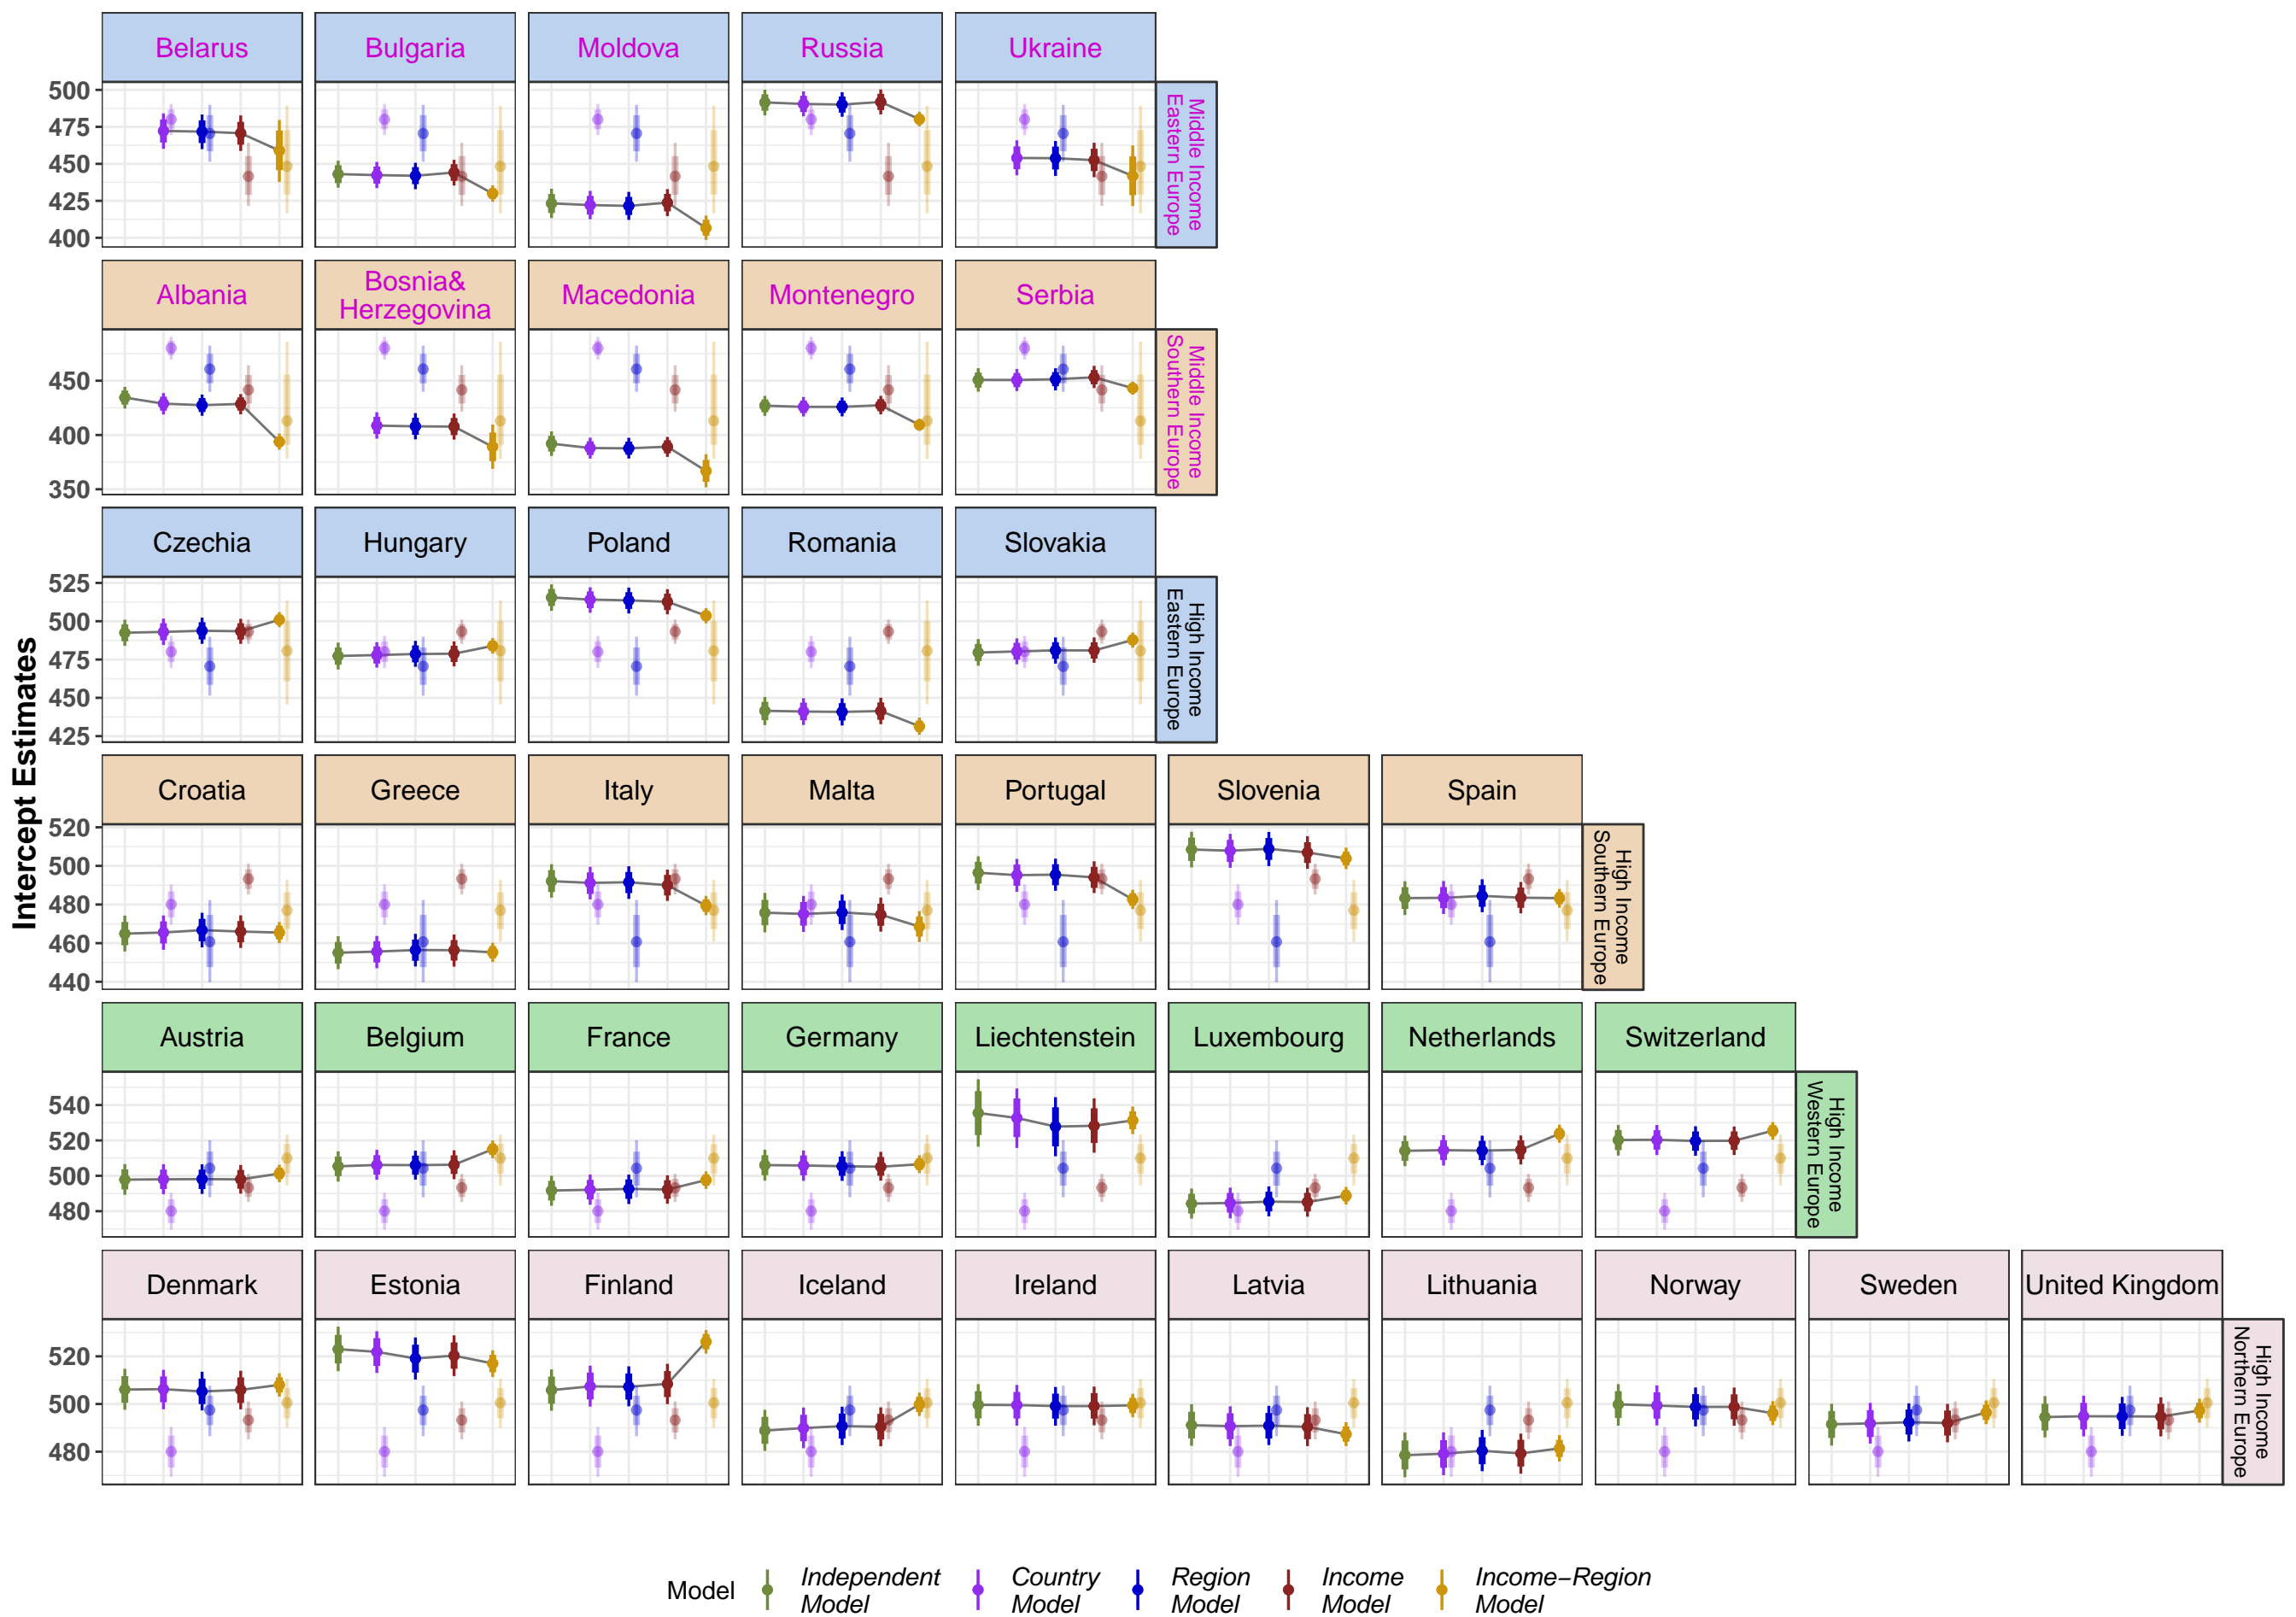 Belarus Bulgaria Moldova Russia Ukraine
500
475
450
425
400
Middle Income
Eastern Europe
Albania Bosnia& Macedonia Montenegro Serbia
Herzegovina
450
400
350
Middle Income
Southern Europe
Czechia Hungary Poland Romania Slovakia
525
500
475
450
425
High Income
Eastern Europe
Intercept Estimates
Croatia Greece Italy Malta Portugal Slovenia Spain
520
500
480
460
440
High Income
Southern Europe
Austria Belgium France Germany Liechtenstein Luxembourg Netherlands Switzerland
540
520
500
480
High Income
Western Europe
Denmark Estonia Finland Iceland Ireland Latvia Lithuania Norway Sweden United Kingdom
520
500
480
High Income
Northern Europe
Model
Independent
Model
Country
Model
Region
Model
Income
Model
Income−Region
Model